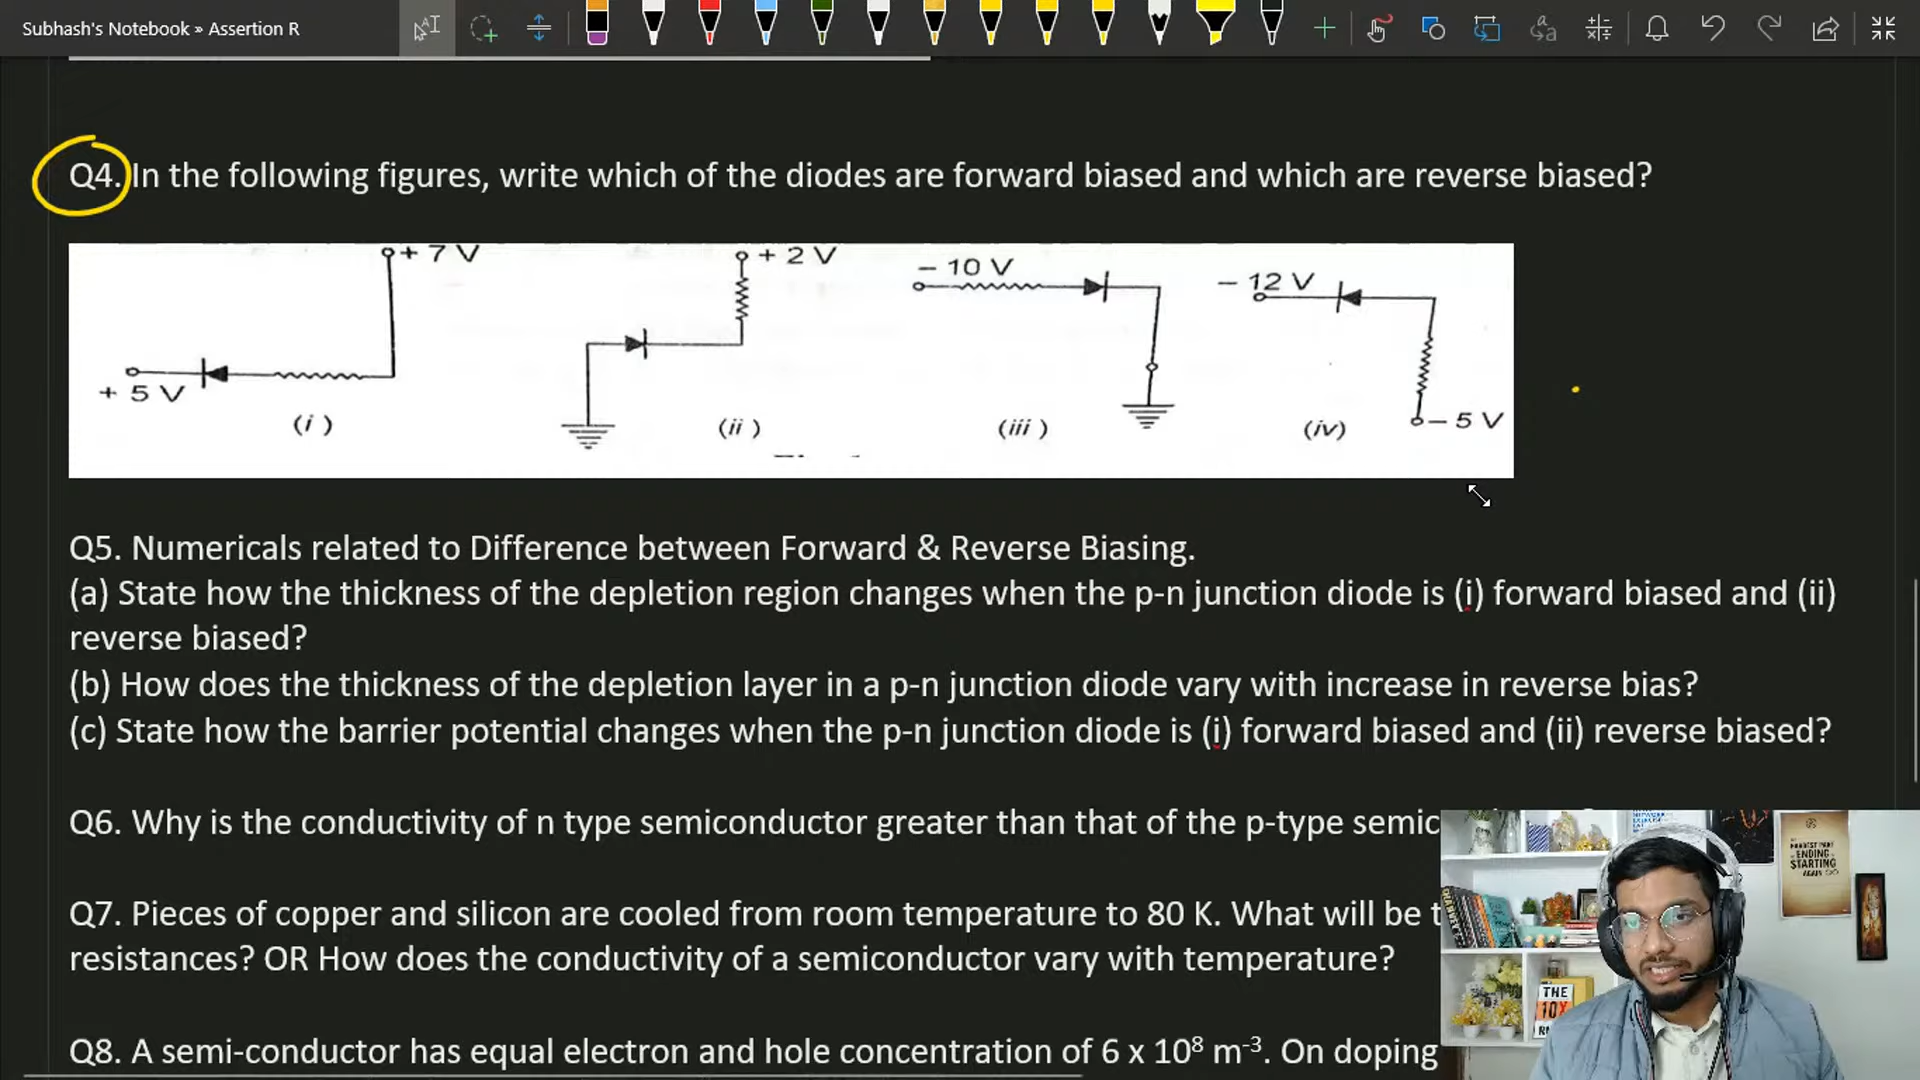 Subhash's Notebook » Assertion R
Q4. In the following figures, write which of the diodes are forward biased and which are reverse biased?
+ 7 V
+ 5 V
(i)
+ 2 V
(ii)
– 10 V
(iii)
– 12 V
– 5 V
(iv)
Q5. Numericals related to Difference between Forward & Reverse Biasing.
(a) State how the thickness of the depletion region changes when the p-n junction diode is (i) forward biased and (ii)
reverse biased?
(b) How does the thickness of the depletion layer in a p-n junction diode vary with increase in reverse bias?
(c) State how the barrier potential changes when the p-n junction diode is (i) forward biased and (ii) reverse biased?
Q6. Why is the conductivity of n type semiconductor greater than that of the p-type semic
Q7. Pieces of copper and silicon are cooled from room temperature to 80 K. What will be t
resistances? OR How does the conductivity of a semiconductor vary with temperature?
Q8. A semi-conductor has equal electron and hole concentration of 6 x 10⁸ m⁻³. On doping
HARDEST PART
ENDING
STARTING
AGAIN
THE
10X